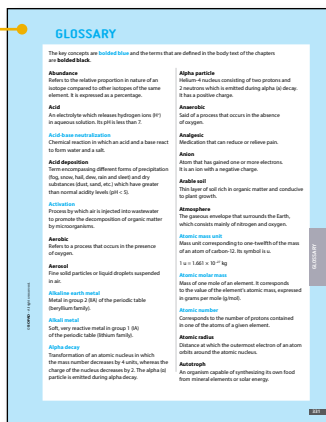 GLOSSARY
The key concepts are bolded blue and the terms that are defined in the body text of the chapters
are bolded black.
Abundance
Refers to the relative proportion in nature of an
isotope compared to other isotopes of the same
element. It is expressed as a percentage.
Acid
An electrolyte which releases hydrogen ions (H⁺)
in aqueous solution. Its pH is less than 7.
Acid-base neutralization
Chemical reaction in which an acid and a base react
to form water and a salt.
Acid deposition
Term encompassing different forms of precipitation
(fog, snow, hail, dew, rain and sleet) and dry
substances (dust, sand, etc.) which have greater
than normal acidity levels (pH < 5).
Activation
Process by which air is injected into wastewater
to promote the decomposition of organic matter
by microorganisms.
Aerobic
Refers to a process that occurs in the presence
of oxygen.
Aerosol
Fine solid particles or liquid droplets suspended
in air.
Alkaline earth metal
Metal in group 2 (IIA) of the periodic table
(beryllium family).
Alkali metal
Soft, very reactive metal in group 1 (IA)
of the periodic table (lithium family).
Alpha decay
Transformation of an atomic nucleus in which
the mass number decreases by 4 units, whereas the
charge of the nucleus decreases by 2. The alpha (α)
particle is emitted during alpha decay.
Alpha particle
Helium-4 nucleus consisting of two protons and
2 neutrons which is emitted during alpha (α) decay.
It has a positive charge.
Anaerobic
Said of a process that occurs in the absence
of oxygen.
Analgesic
Medication that can reduce or relieve pain.
Anion
Atom that has gained one or more electrons.
It is an ion with a negative charge.
Arable soil
Thin layer of soil rich in organic matter and conducive
to plant growth.
Atmosphere
The gaseous envelope that surrounds the Earth,
which consists mainly of nitrogen and oxygen.
Atomic mass unit
Mass unit corresponding to one-twelfth of the mass
of an atom of carbon-12. Its symbol is u.
1 u = 1.661 × 10⁻²⁷ kg
Atomic molar mass
Mass of one mole of an element. It corresponds
to the value of the element's atomic mass, expressed
in grams per mole (g/mol).
Atomic number
Corresponds to the number of protons contained
in one of the atoms of a given element.
Atomic radius
Distance at which the outermost electron of an atom
orbits around the atomic nucleus.
Autotroph
An organism capable of synthesizing its own food
from mineral elements or solar energy.
GLOSSARY
331